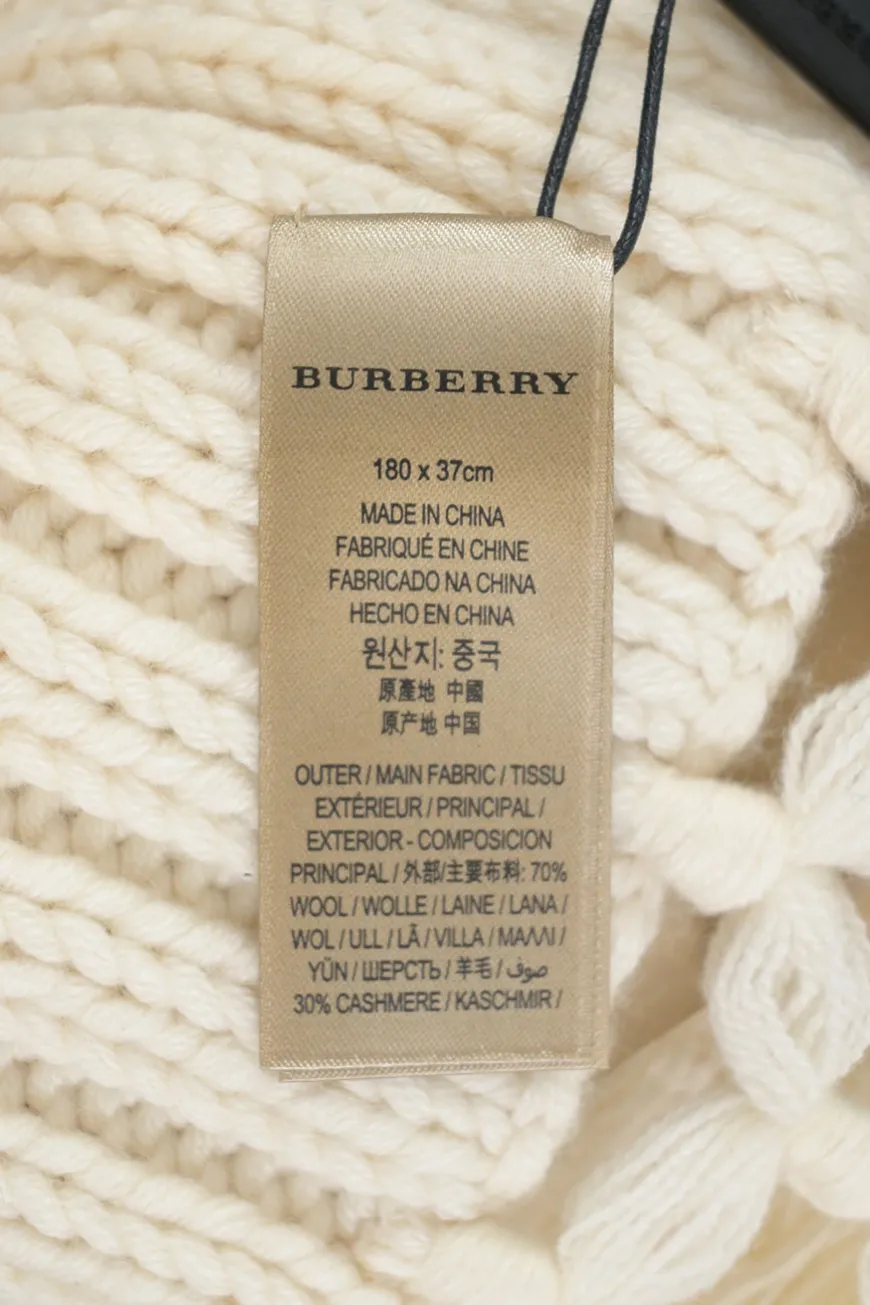 BURBERRY
180 x 37cm
MADE IN CHINA
FABRIQUÉ EN CHINE
FABRICADO NA CHINA
HECHO EN CHINA
원산지: 중국
原產地 中國
原产地 中国
OUTER / MAIN FABRIC / TISSU
EXTÉRIEUR / PRINCIPAL /
EXTERIOR - COMPOSICION
PRINCIPAL / 外部/主要布料: 70%
WOOL / WOLLE / LAINE / LANA /
WOL / ULL / LÃ / VILLA / ΜΑΛΛΙ /
YÜN / ШЕРСТЬ / 羊毛 / صوف /
30% CASHMERE / KASCHMIR /